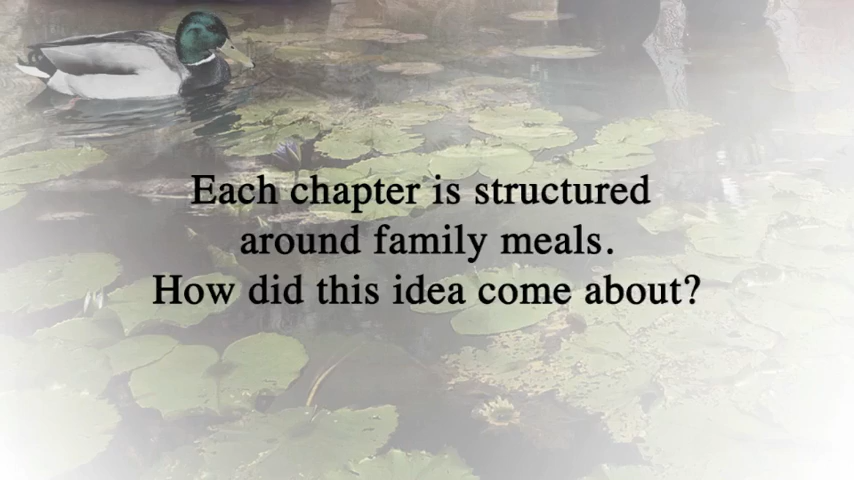 Each chapter is structured
around family meals.
How did this idea come about?